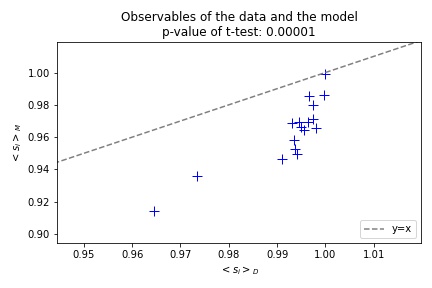 Observables of the data and the model
p-value of t-test: 0.00001
< s_i >_M
1.00
0.98
0.96
0.94
0.92
0.90
y=x
0.95
0.96
0.97
0.98
0.99
1.00
1.01
< s_i >_D